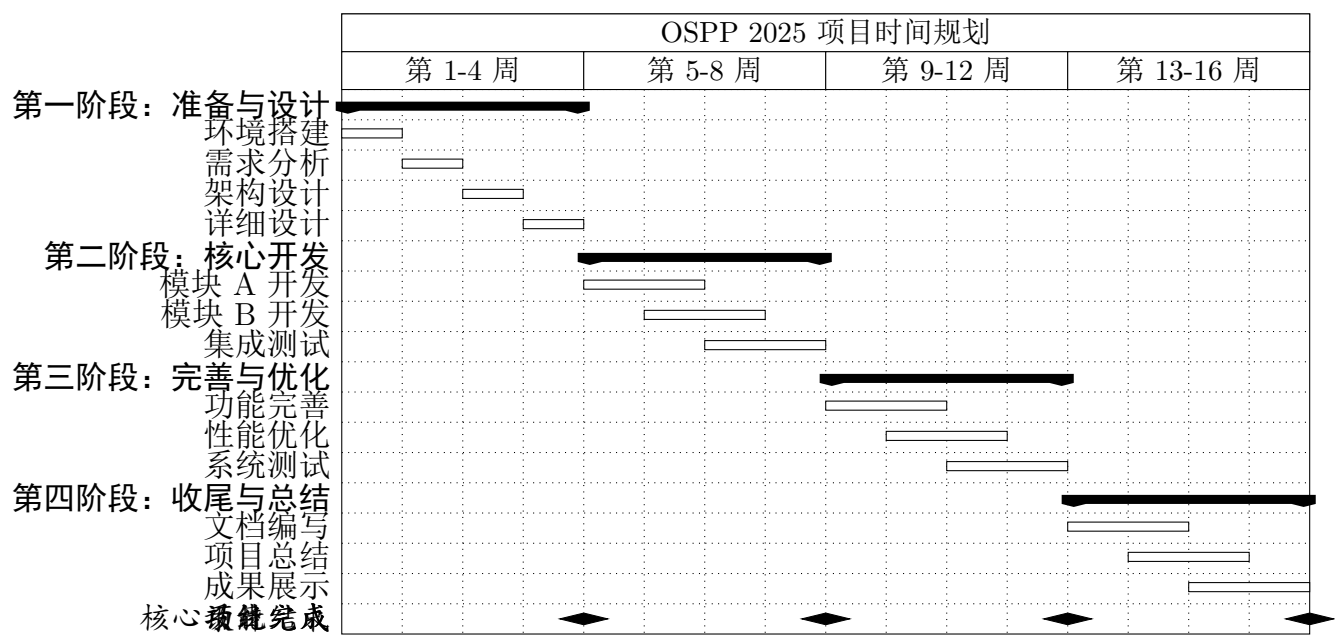 OSPP 2025 项目时间规划
第 1-4 周 第 5-8 周 第 9-12 周 第 13-16 周
第一阶段：准备与设计
环境搭建
需求分析
架构设计
详细设计
第二阶段：核心开发
模块 A 开发
模块 B 开发
集成测试
第三阶段：完善与优化
功能完善
性能优化
系统测试
第四阶段：收尾与总结
文档编写
项目总结
成果展示
核心